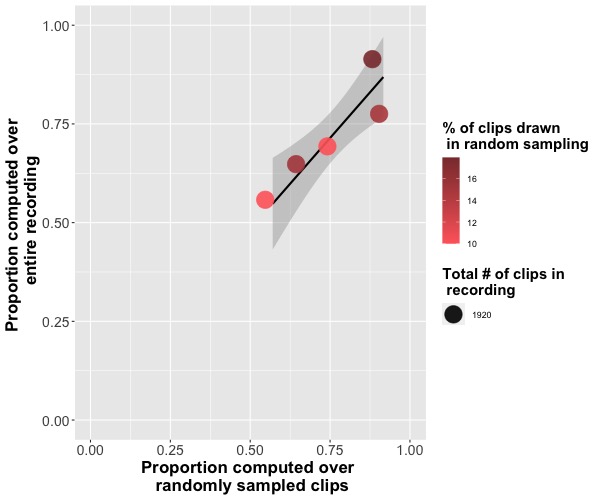 Proportion computed over
entire recording
1.00
0.75
0.50
0.25
0.00
0.00 0.25 0.50 0.75 1.00
Proportion computed over
randomly sampled clips
% of clips drawn
in random sampling
16
14
12
10
Total # of clips in
recording
1920